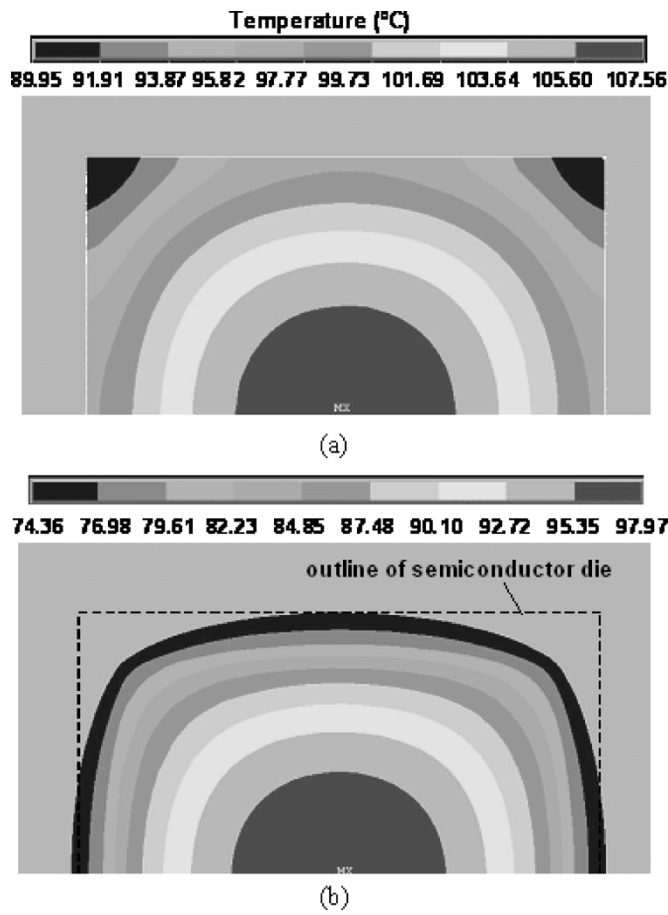 Temperature (°C)
89.95 91.91 93.87 95.82 97.77 99.73 101.69 103.64 105.60 107.56
MX
(a)
74.36 76.98 79.61 82.23 84.85 87.48 90.10 92.72 95.35 97.97
outline of semiconductor die
MX
(b)